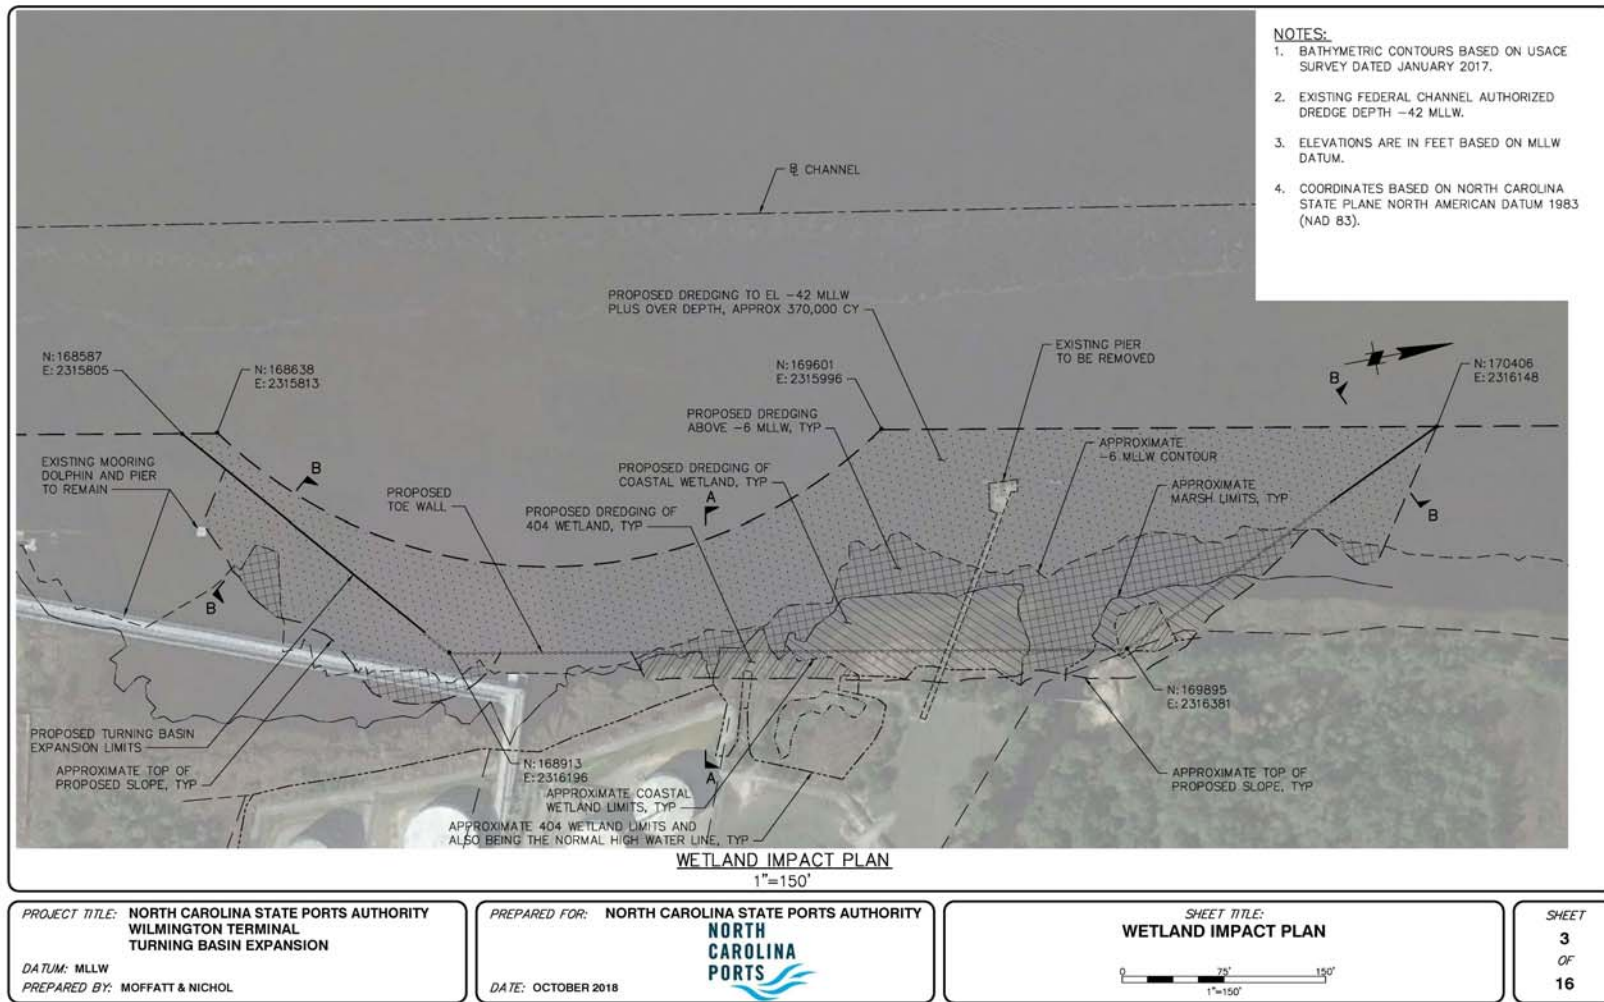 NOTES:
1. BATHYMETRIC CONTOURS BASED ON USACE
SURVEY DATED JANUARY 2017.
2. EXISTING FEDERAL CHANNEL AUTHORIZED
DREDGE DEPTH -42 MLLW.
3. ELEVATIONS ARE IN FEET BASED ON MLLW
DATUM.
4. COORDINATES BASED ON NORTH CAROLINA
STATE PLANE NORTH AMERICAN DATUM 1983
(NAD 83).
℄ CHANNEL
PROPOSED DREDGING TO EL -42 MLLW
PLUS OVER DEPTH, APPROX 370,000 CY
N:168587
E:2315805
N:168638
E:2315813
N:169601
E:2315996
EXISTING PIER
TO BE REMOVED
N:170406
E:2316148
B
PROPOSED DREDGING
ABOVE -6 MLLW, TYP
APPROXIMATE
-6 MLLW CONTOUR
EXISTING MOORING
DOLPHIN AND PIER
TO REMAIN
B
PROPOSED DREDGING OF
COASTAL WETLAND, TYP
APPROXIMATE
MARSH LIMITS, TYP
PROPOSED
TOE WALL
A
PROPOSED DREDGING OF
404 WETLAND, TYP
B
B
N:169895
E:2316381
PROPOSED TURNING BASIN
EXPANSION LIMITS
APPROXIMATE TOP OF
PROPOSED SLOPE, TYP
N:168913
E:2316196
A
APPROXIMATE TOP OF
PROPOSED SLOPE, TYP
APPROXIMATE COASTAL
WETLAND LIMITS, TYP
APPROXIMATE 404 WETLAND LIMITS AND
ALSO BEING THE NORMAL HIGH WATER LINE, TYP
WETLAND IMPACT PLAN
1"=150'
PROJECT TITLE: NORTH CAROLINA STATE PORTS AUTHORITY
WILMINGTON TERMINAL
TURNING BASIN EXPANSION
DATUM: MLLW
PREPARED BY: MOFFATT & NICHOL
PREPARED FOR: NORTH CAROLINA STATE PORTS AUTHORITY
NORTH
CAROLINA
PORTS
DATE: OCTOBER 2018
SHEET TITLE:
WETLAND IMPACT PLAN
0 75' 150'
1"=150'
SHEET
3
OF
16